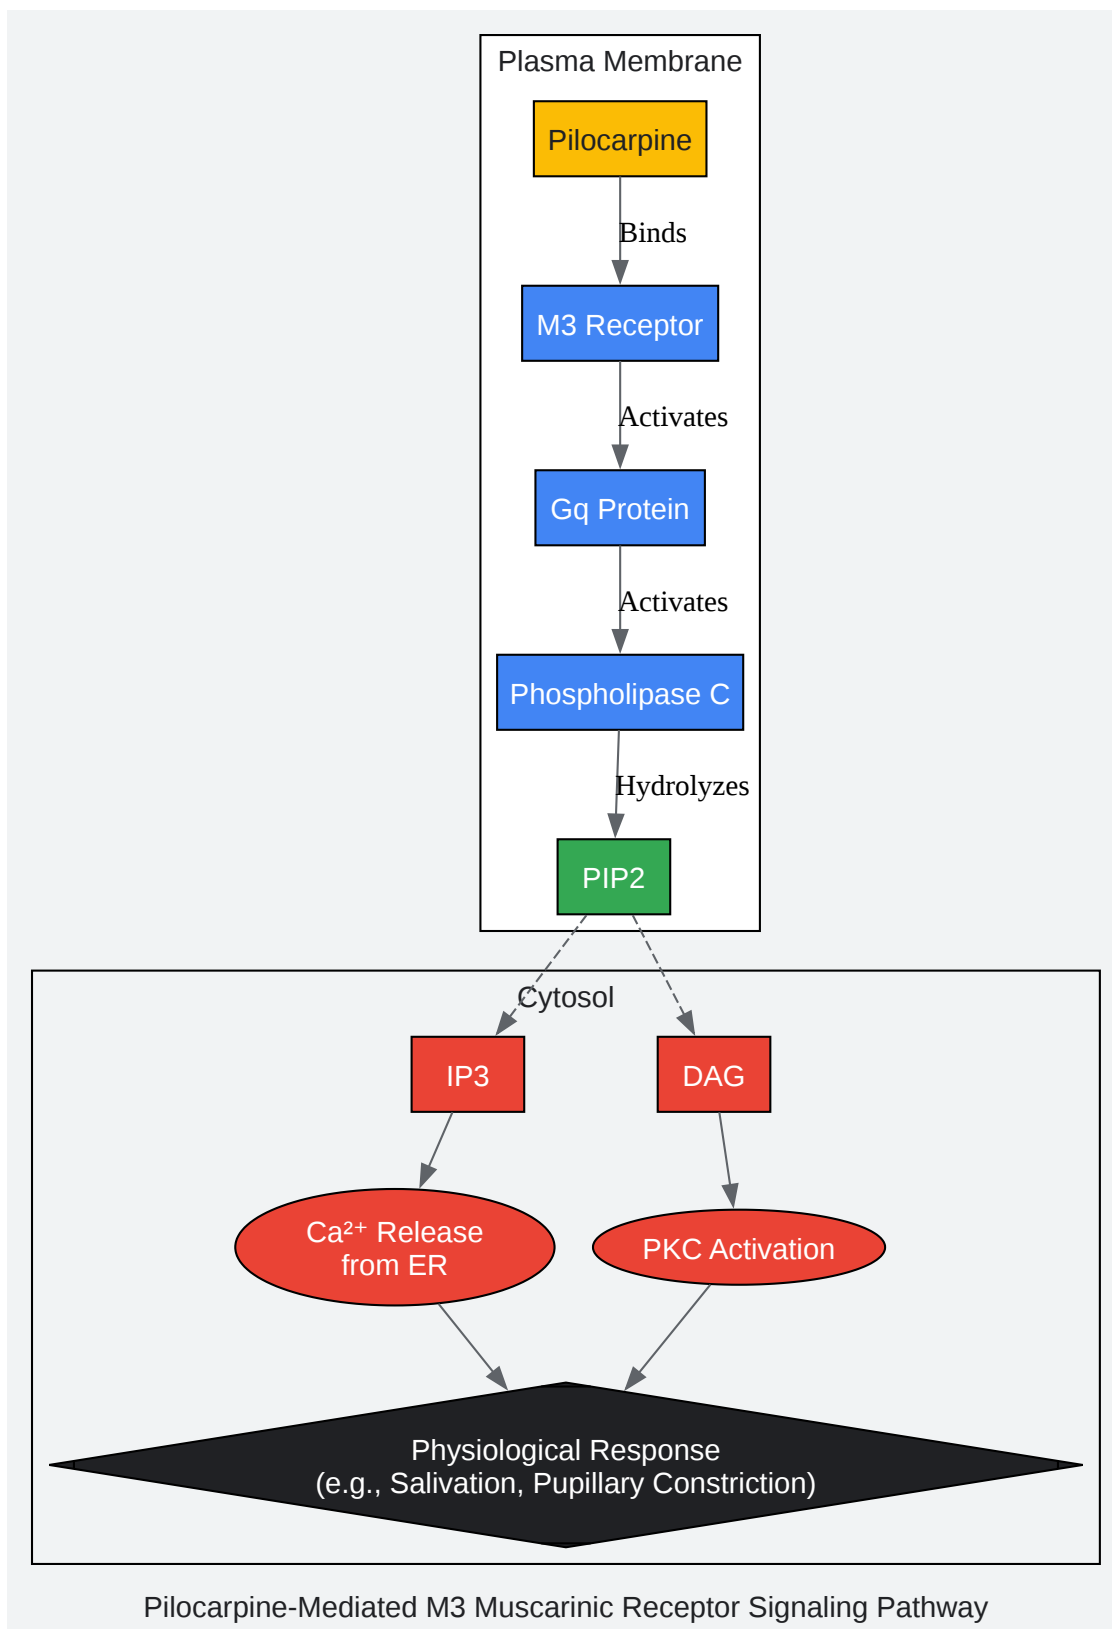 Plasma Membrane
Pilocarpine
Binds
M3 Receptor
Activates
Gq Protein
Activates
Phospholipase C
Hydrolyzes
PIP2
Cytosol
IP3
DAG
Ca²⁺ Release
from ER
PKC Activation
Physiological Response
(e.g., Salivation, Pupillary Constriction)
Pilocarpine-Mediated M3 Muscarinic Receptor Signaling Pathway